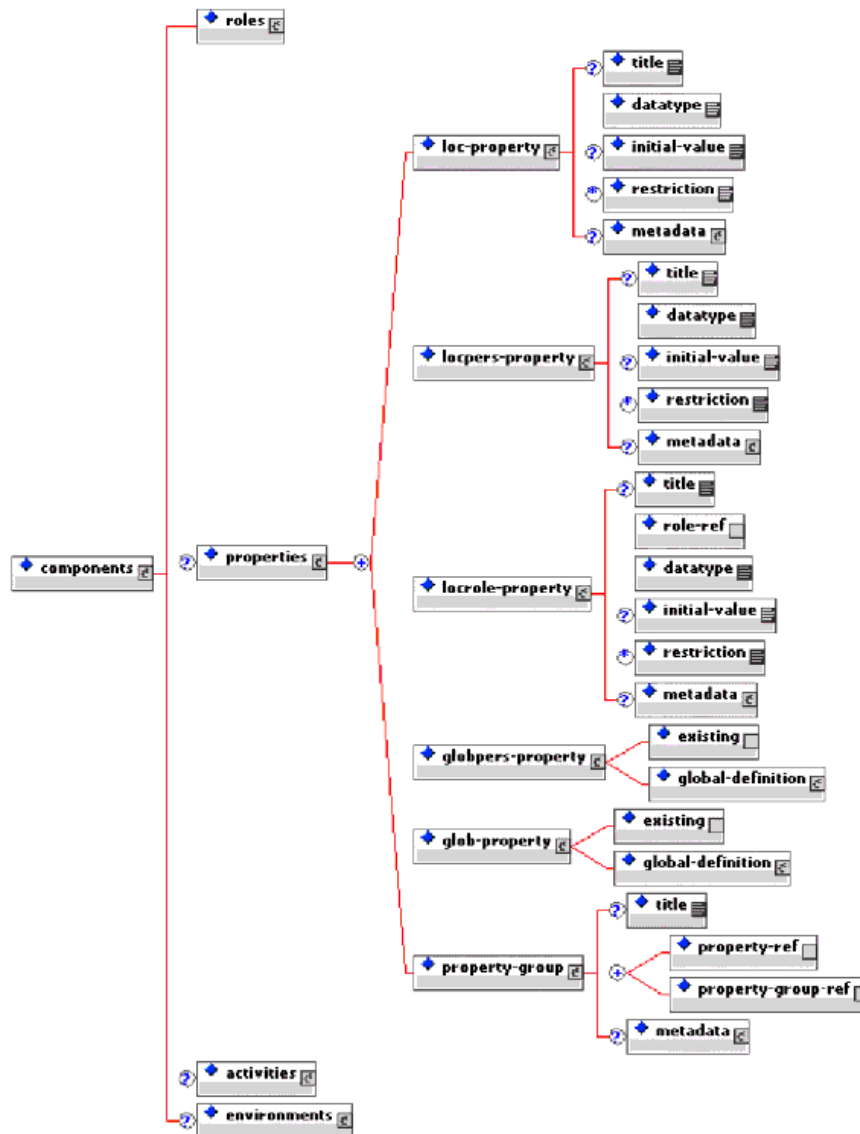 roles
title
datatype
loc-property
initial-value
restriction
metadata
title
datatype
locpers-property
initial-value
restriction
metadata
title
role-ref
properties
components
datatype
locrole-property
initial-value
restriction
metadata
existing
globpers-property
global-definition
existing
glob-property
global-definition
title
property-ref
property-group
property-group-ref
metadata
activities
environments